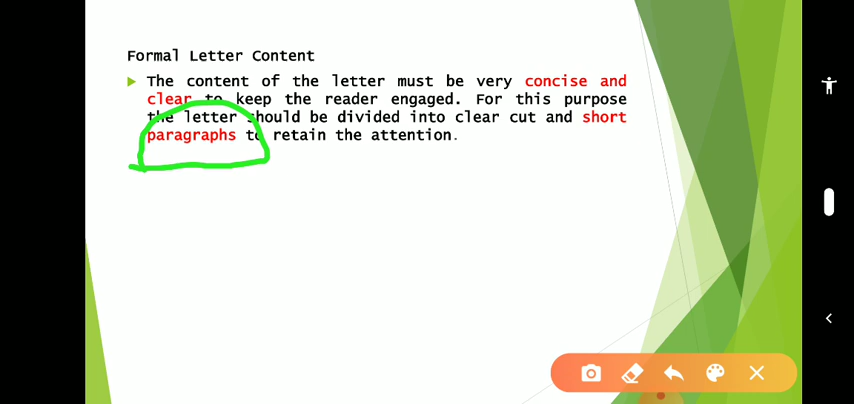 Formal Letter Content
The content of the letter must be very concise and
clear to keep the reader engaged. For this purpose
the letter should be divided into clear cut and short
paragraphs to retain the attention.